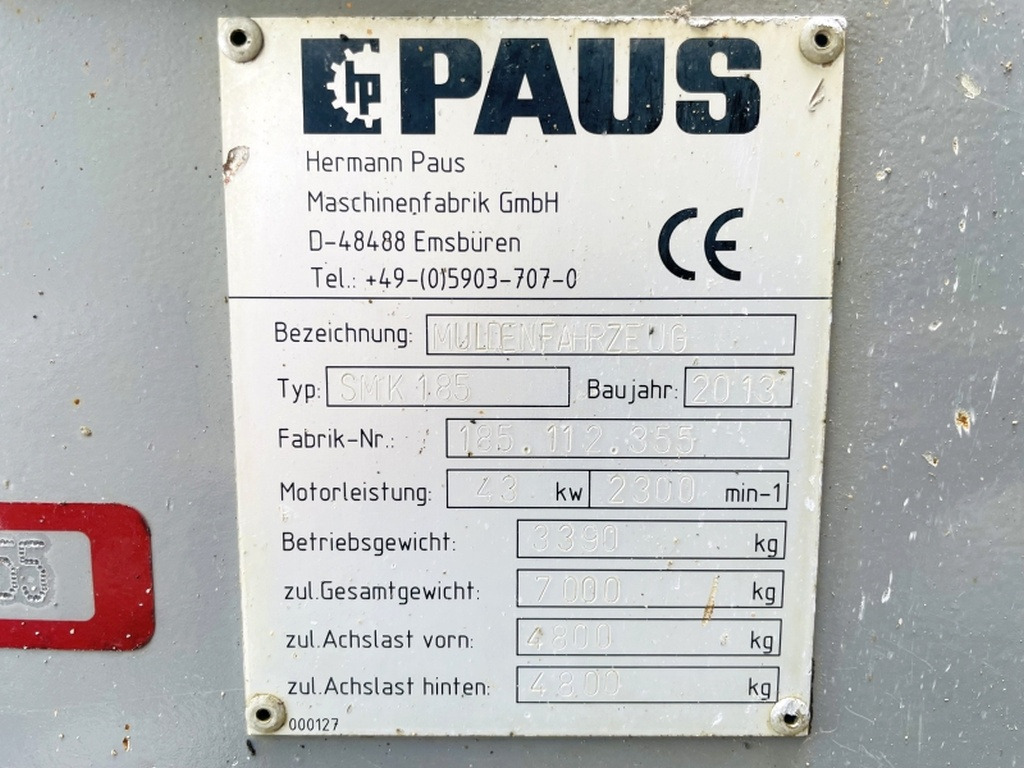 hp PAUS
Hermann Paus
Maschinenfabrik GmbH
D-48488 Emsbüren
Tel.: +49-(0)5903-707-0
CE
Bezeichnung: MULDENFAHRZEUG
Typ: SMK 185 Baujahr: 2013
Fabrik-Nr.: 185.112.355
Motorleistung: 43 kw 2300 min-1
Betriebsgewicht: 3390 kg
zul.Gesamtgewicht: 7000 kg
zul.Achslast vorn: 4800 kg
zul.Achslast hinten: 4800 kg
000127
55